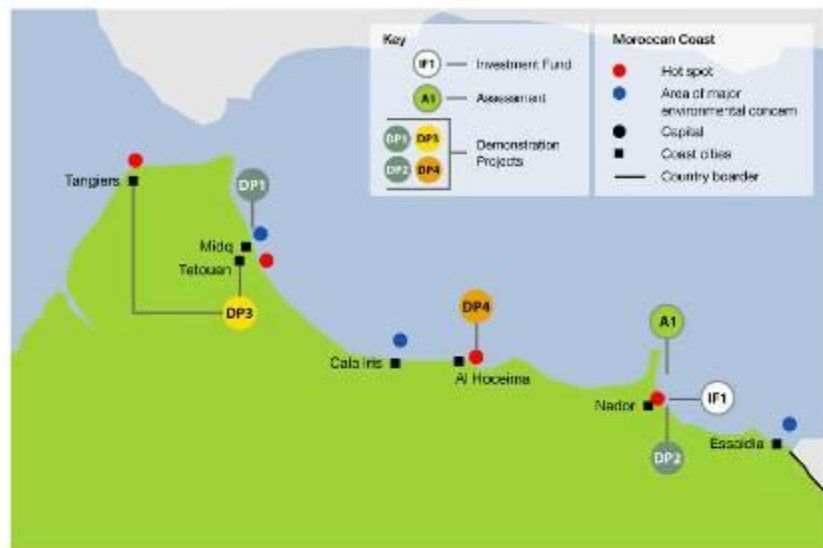 Key
IF1 Investment Fund
A1 Assessment
DP1 DP3
DP2 DP4
Demonstration
Projects
Moroccan Coast
Hot spot
Area of major
environmental concern
Capital
Coast cities
Country boarder
Tangiers
DP1
Midq
Tetouan
DP3
DP4
Cala Iris
Al Hoceima
A1
Nador
IF1
DP2
Essaidia